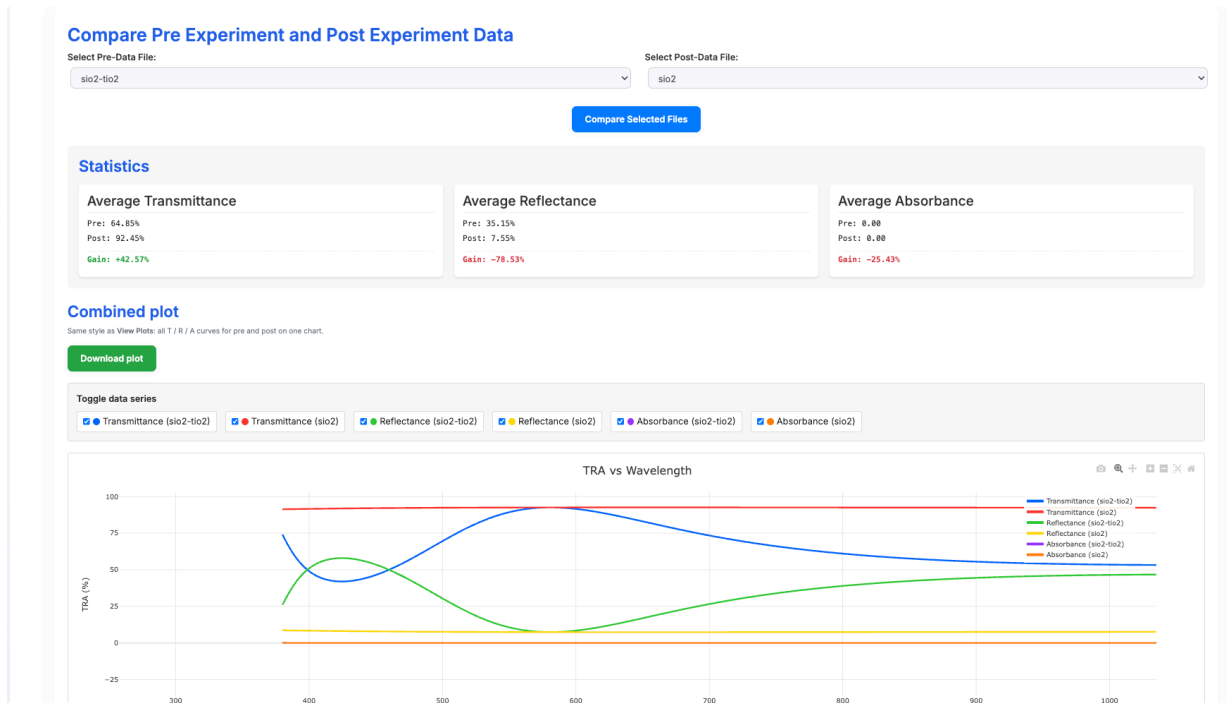 Compare Pre Experiment and Post Experiment Data
Select Pre-Data File:
Select Post-Data File:
sio2-tio2
sio2
Compare Selected Files
Statistics
Average Transmittance
Pre: 64.85%
Post: 92.45%
Gain: +42.57%
Average Reflectance
Pre: 35.15%
Post: 7.55%
Gain: -78.53%
Average Absorbance
Pre: 0.00
Post: 0.00
Gain: -25.43%
Combined plot
Same style as View Plots: all T / R / A curves for pre and post on one chart.
Download plot
Toggle data series
Transmittance (sio2-tio2)
Transmittance (sio2)
Reflectance (sio2-tio2)
Reflectance (sio2)
Absorbance (sio2-tio2)
Absorbance (sio2)
TRA vs Wavelength
Transmittance (sio2-tio2)
Transmittance (sio2)
Reflectance (sio2-tio2)
Reflectance (sio2)
Absorbance (sio2-tio2)
Absorbance (sio2)
TRA (%)
100
75
50
25
0
−25
300
400
500
600
700
800
900
1000